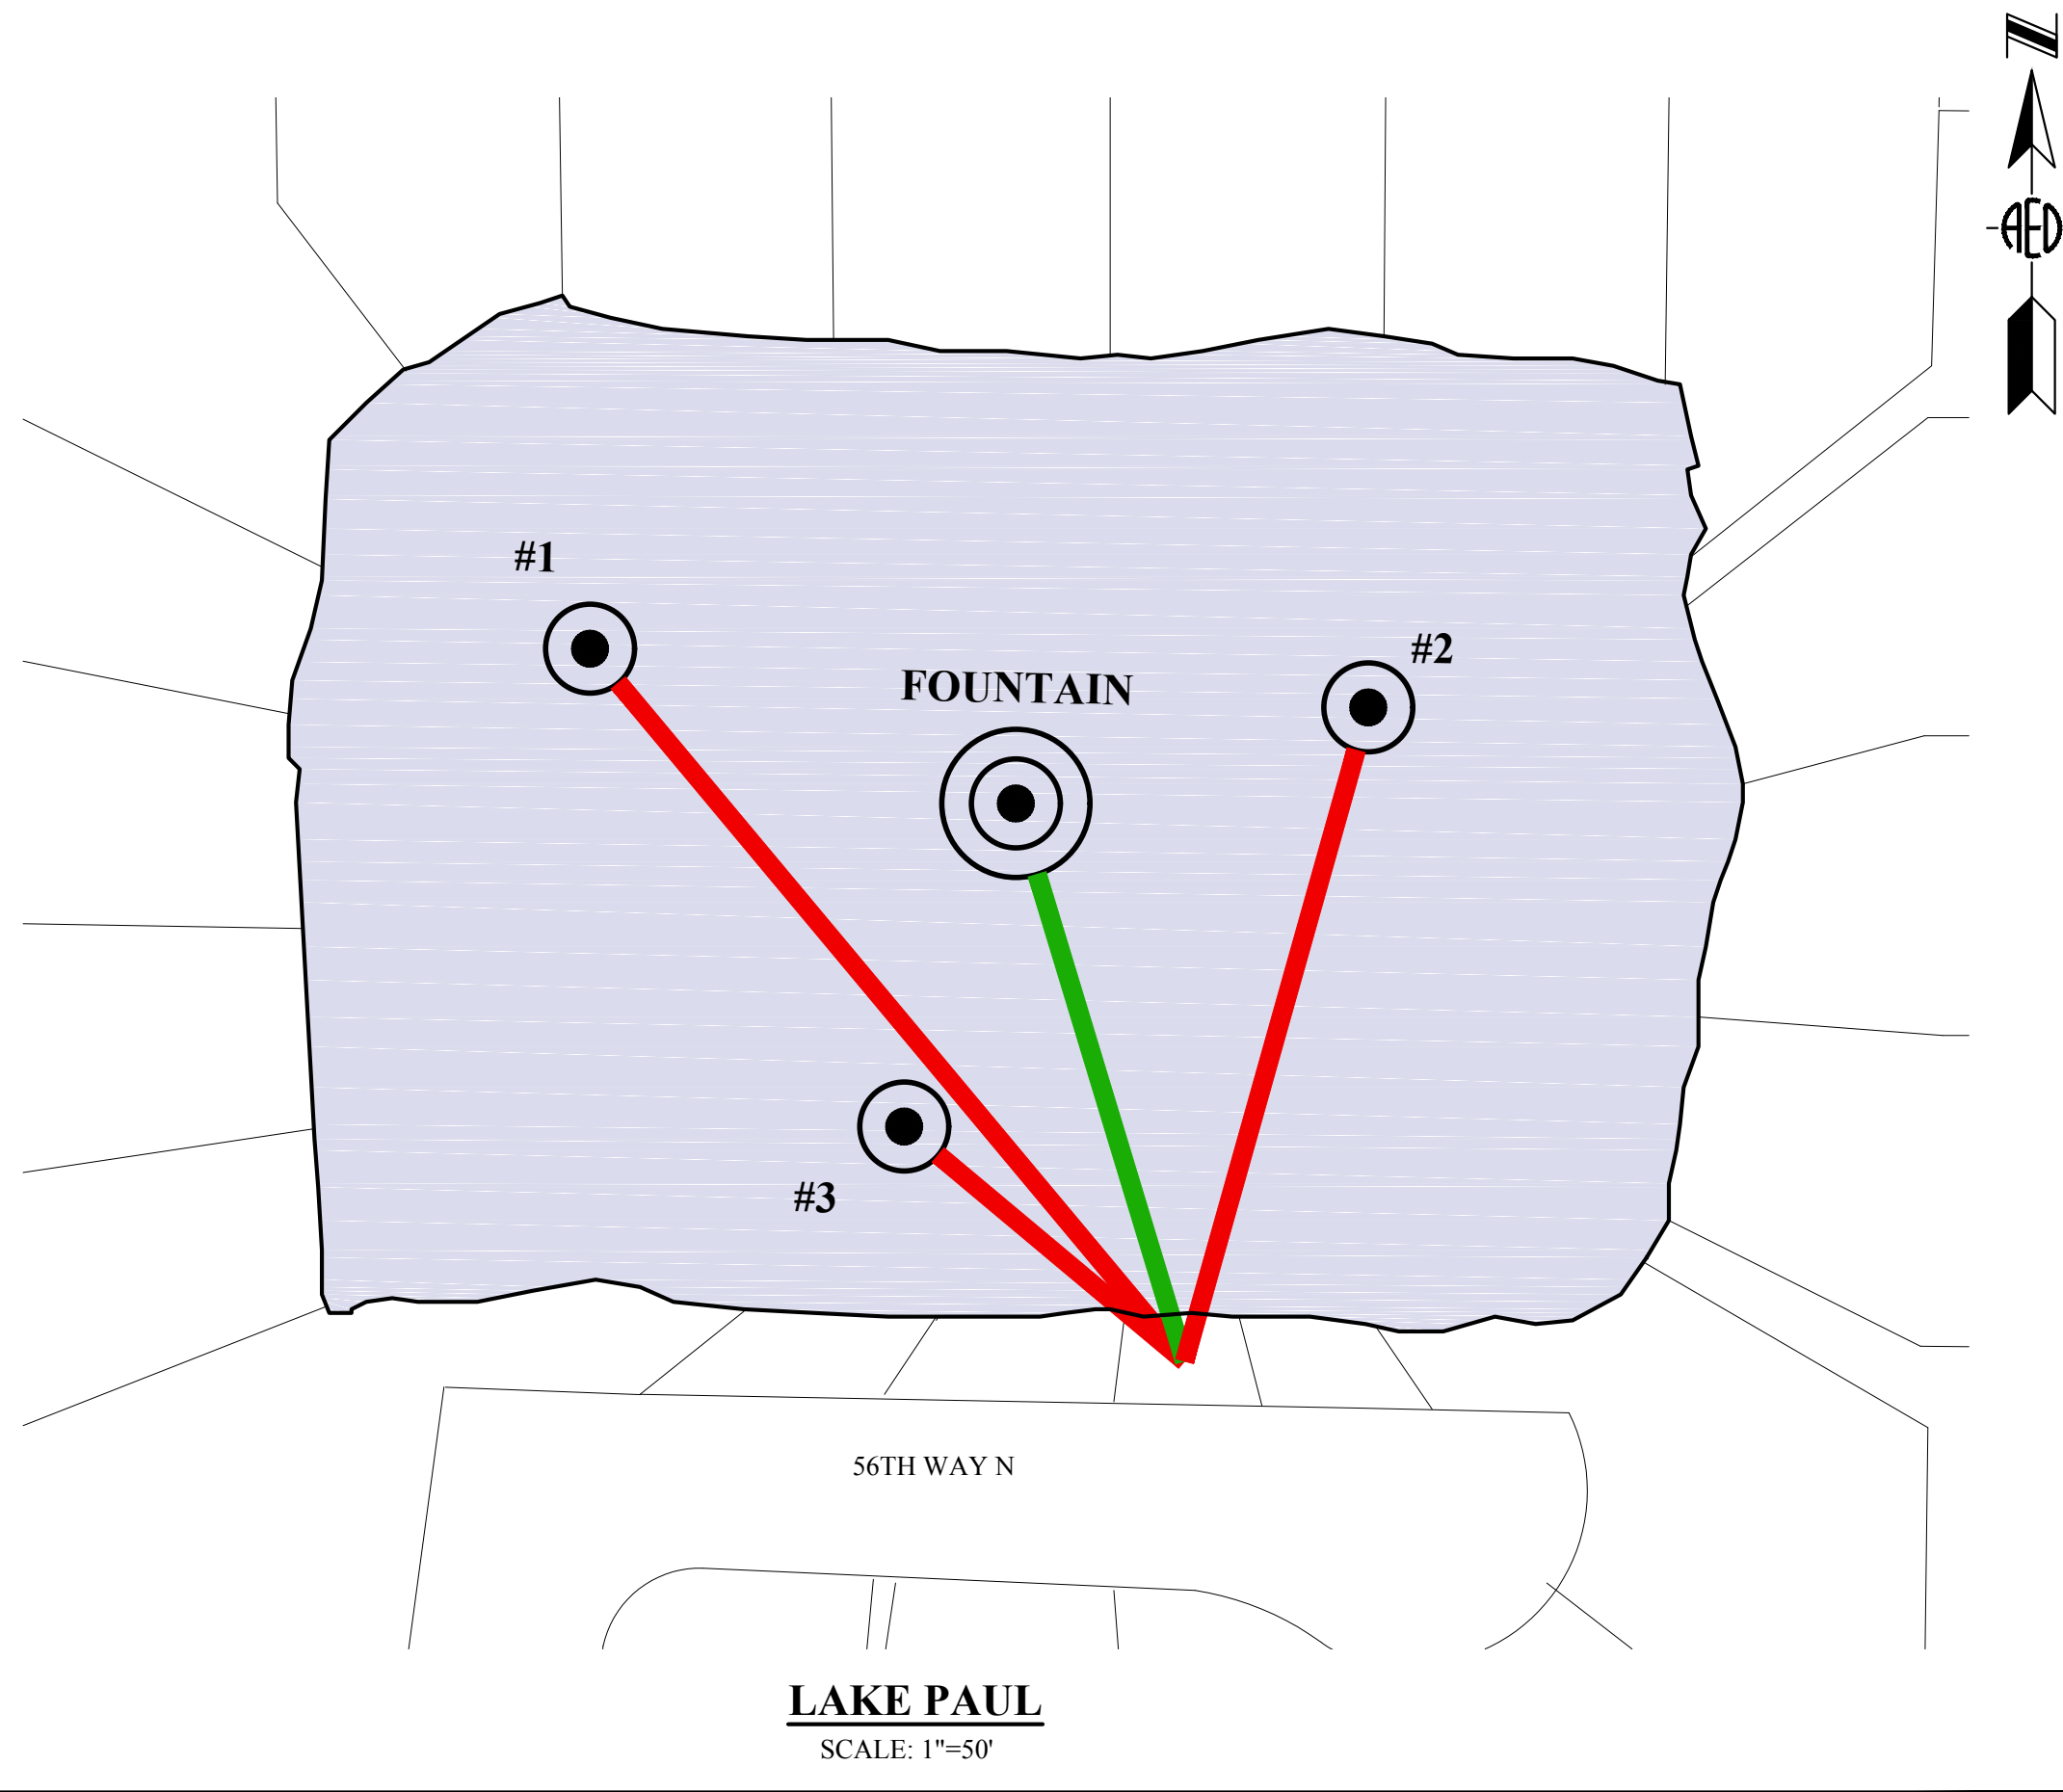 N
AED
#1
#2
FOUNTAIN
#3
56TH WAY N
LAKE PAUL
SCALE: 1"=50'